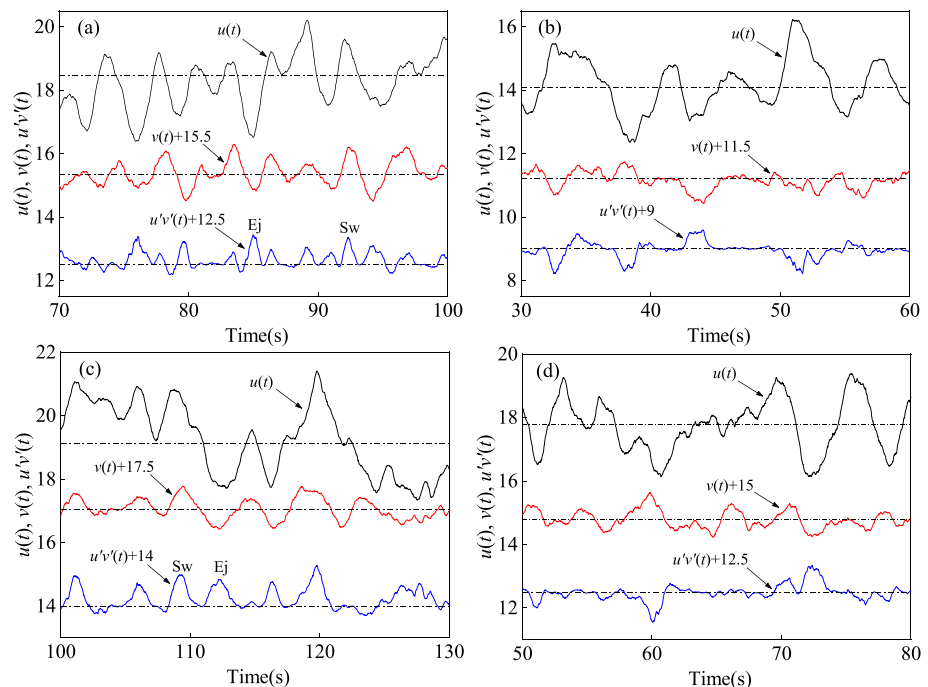 (a)
u(t)
v(t)+15.5
u'v'(t)+12.5
Ej
Sw
u(t), v(t), u'v'(t)
20
18
16
14
12
70
80
90
100
Time(s)
(b)
u(t)
v(t)+11.5
u'v'(t)+9
u(t), v(t), u'v'(t)
16
14
12
10
8
30
40
50
60
Time(s)
(c)
u(t)
v(t)+17.5
u'v'(t)+14
Sw
Ej
u(t), v(t), u'v'(t)
22
20
18
16
14
100
110
120
130
Time(s)
(d)
u(t)
v(t)+15
u'v'(t)+12.5
u(t), v(t), u'v'(t)
20
18
16
14
12
50
60
70
80
Time(s)